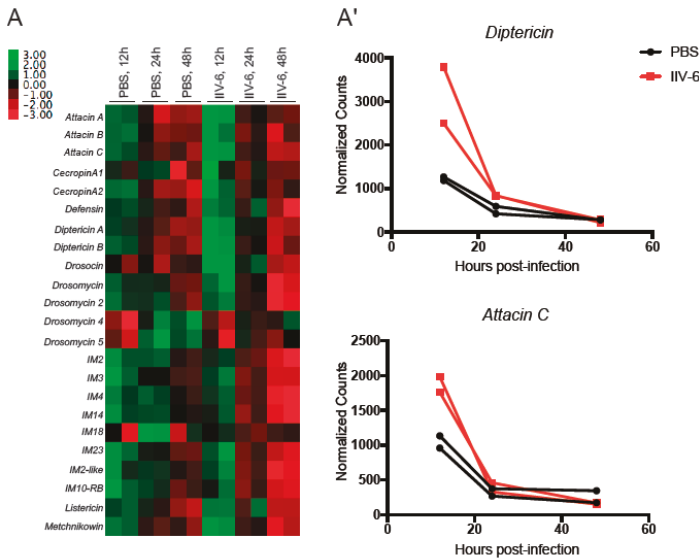 A
3.00
2.00
1.00
0.00
-1.00
-2.00
-3.00
PBS, 12h
PBS, 24h
PBS, 48h
IIV-6, 12h
IIV-6, 24h
IIV-6, 48h
Attacin A
Attacin B
Attacin C
CecropinA1
CecropinA2
Defensin
Diptericin A
Diptericin B
Drosocin
Drosomycin
Drosomycin 2
Drosomycin 4
Drosomycin 5
IM2
IM3
IM4
IM14
IM18
IM23
IM2-like
IM10-RB
Listericin
Metchnikowin
A'
Diptericin
PBS
IIV-6
Normalized Counts
4000
3000
2000
1000
0
0 20 40 60
Hours post-infection
Attacin C
Normalized Counts
2500
2000
1500
1000
500
0
0 20 40 60
Hours post-infection